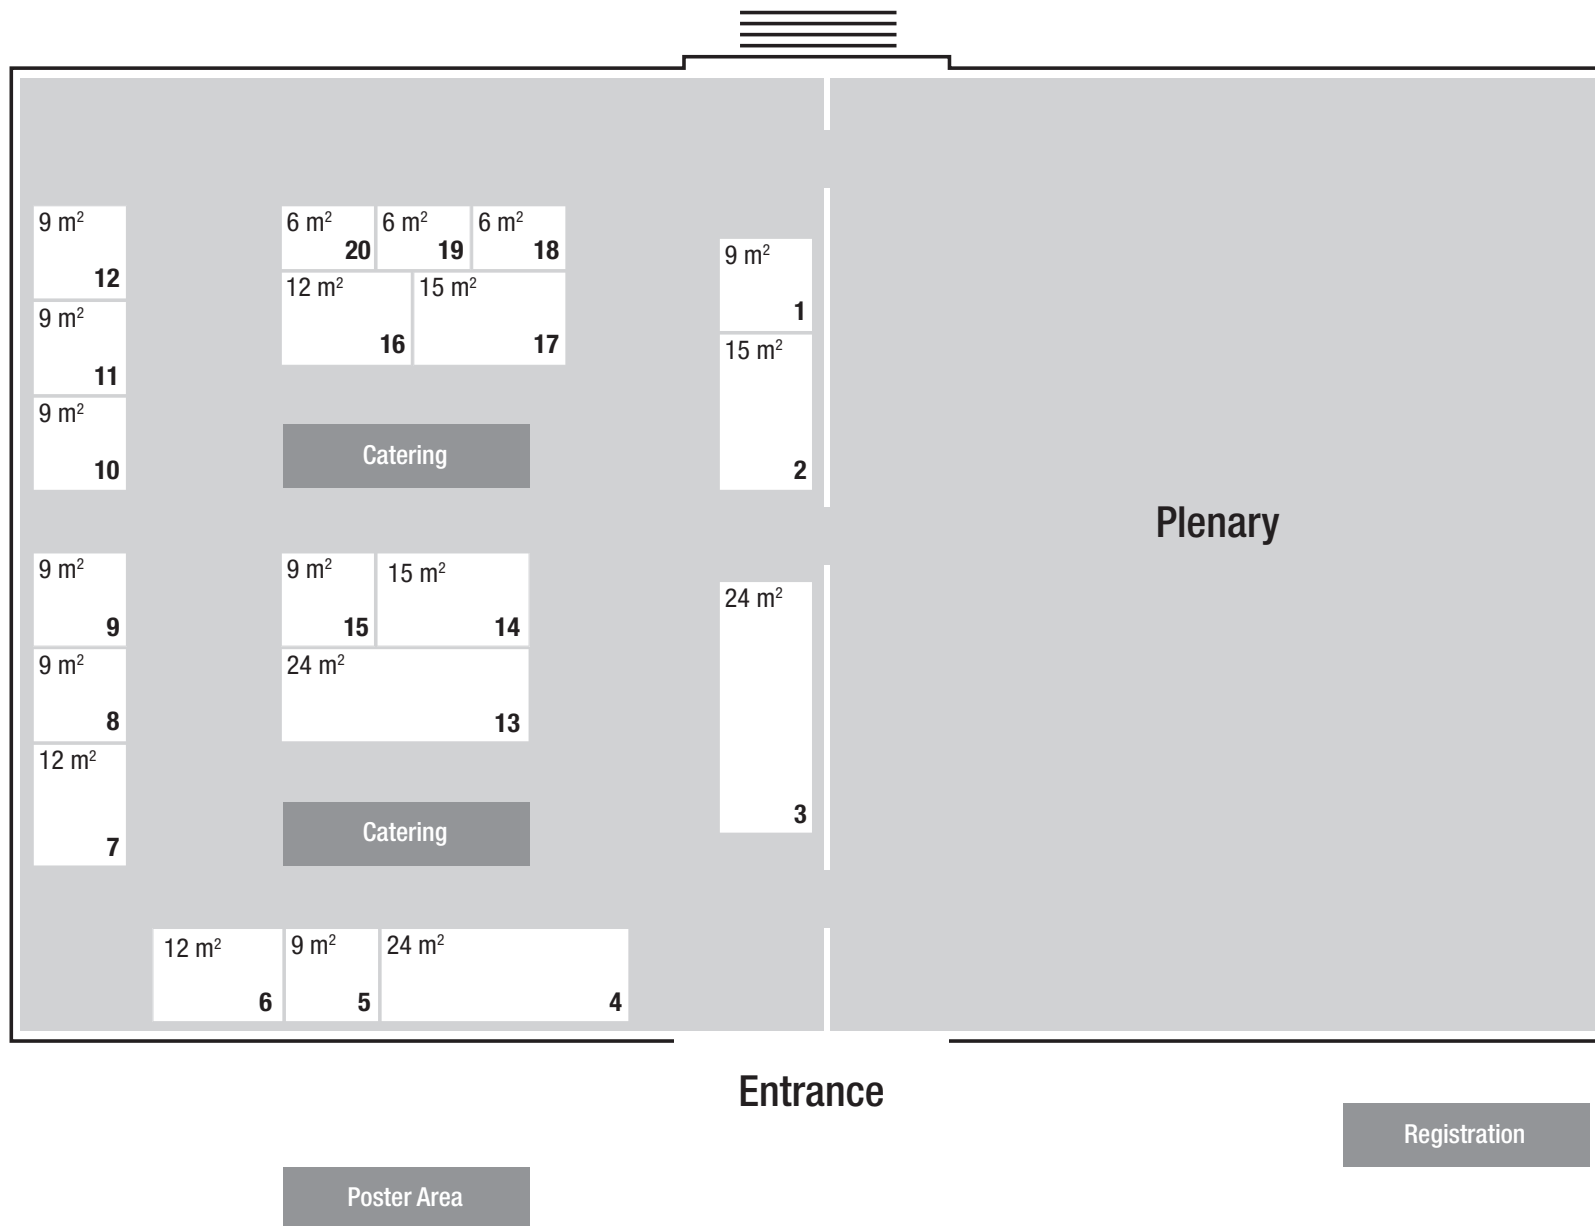 9 m²
12
9 m²
11
9 m²
10
6 m²
20
6 m²
19
6 m²
18
12 m²
16
15 m²
17
Catering
9 m²
1
15 m²
2
Plenary
9 m²
9
9 m²
8
12 m²
7
9 m²
15
15 m²
14
24 m²
13
Catering
24 m²
3
12 m²
6
9 m²
5
24 m²
4
Entrance
Registration
Poster Area